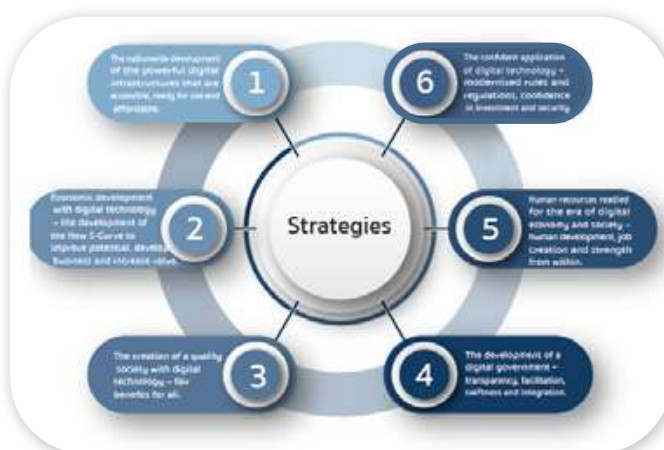 1
The nationwide development
of the powerful digital
infrastructures that are
accessible, ready for use and
affordable.
2
Economic development
with digital technology
– the development of
the New S-Curve to
improve potential, develop
business and increase value.
3
The creation of a quality
society with digital
technology – fair
benefits for all.
Strategies
6
The confident application
of digital technology –
modernised rules and
regulations, confidence
in investment and security
5
Human resources readied
for the era of digital
economy and society –
human development, job
creation and strength
from within.
4
The development of a
digital government –
transparency, facilitation,
swiftness and integration.